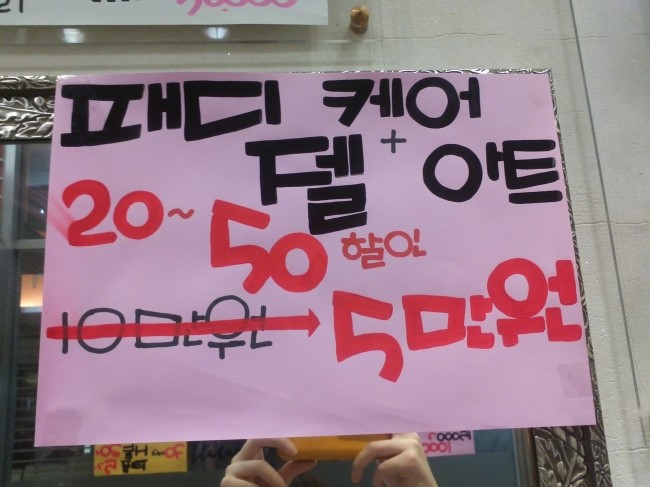 패디 케어
+
젤 아트
20~50 할인
10만원 → 5만원